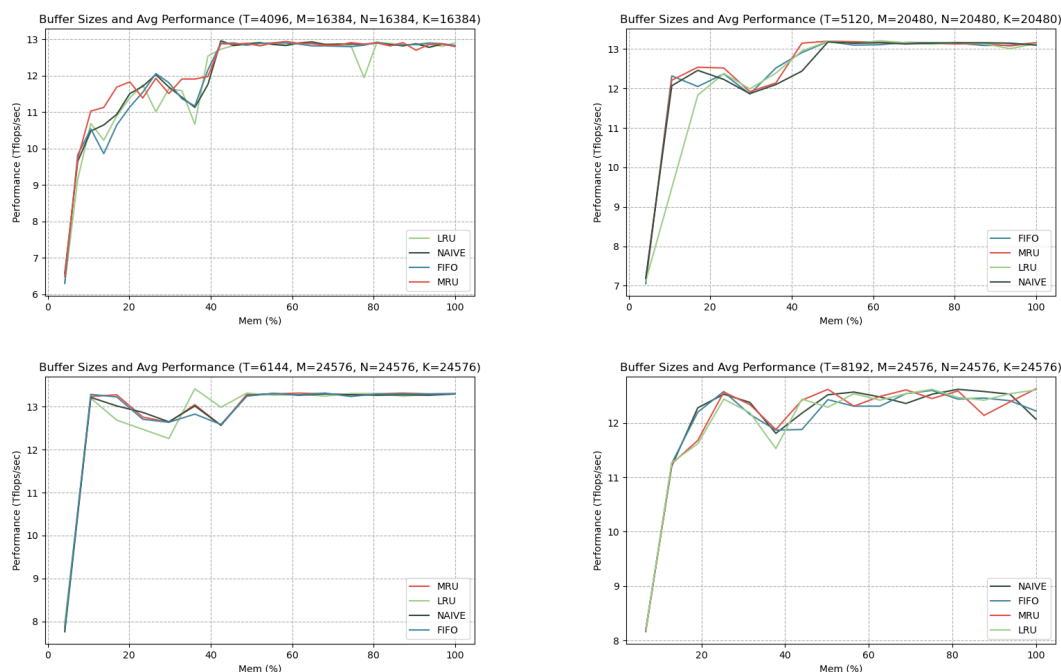 Buffer Sizes and Avg Performance (T=4096, M=16384, N=16384, K=16384)
Performance (Tflops/sec)
13
12
11
10
9
8
7
6
LRU
NAIVE
FIFO
MRU
0
20
40
60
80
100
Mem (%)
Buffer Sizes and Avg Performance (T=5120, M=20480, N=20480, K=20480)
Performance (Tflops/sec)
13
12
11
10
9
8
7
FIFO
MRU
LRU
NAIVE
0
20
40
60
80
100
Mem (%)
Buffer Sizes and Avg Performance (T=6144, M=24576, N=24576, K=24576)
Performance (Tflops/sec)
13
12
11
10
9
8
MRU
LRU
NAIVE
FIFO
0
20
40
60
80
100
Mem (%)
Buffer Sizes and Avg Performance (T=8192, M=24576, N=24576, K=24576)
Performance (Tflops/sec)
12
11
10
9
8
NAIVE
FIFO
MRU
LRU
20
40
60
80
100
Mem (%)